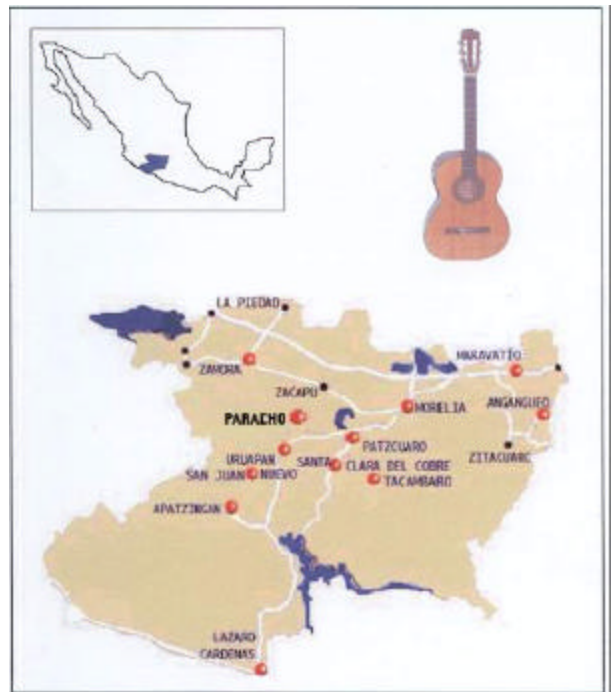 LA PIEDAD
ZAMORA
MARAVATIO
ZACAPU
MORELIA
ANGANGUEO
PARACHO
PATZCUARO
ZITACUARC
URUAPAN
SANTA
CLARA DEL COBRE
SAN JUAN
NUEVO
TACAMBARO
APATZINGAN
LAZARO
CARDENAS